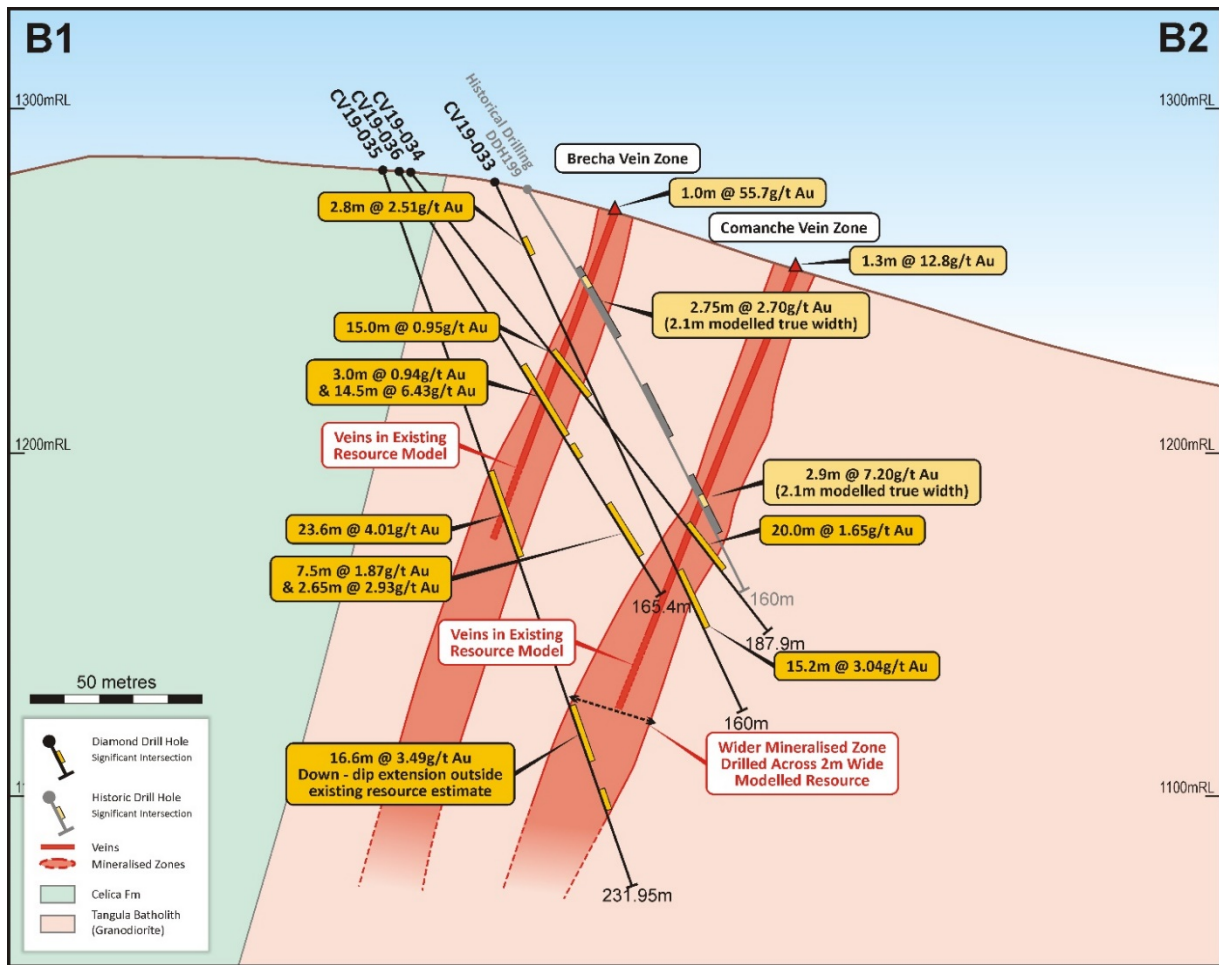 B1
B2
1300mRL
1300mRL
CV19-035
CV19-036
CV19-034
CV19-033
Historical Drilling
DDH199
Brecha Vein Zone
1.0m @ 55.7g/t Au
2.8m @ 2.51g/t Au
Comanche Vein Zone
1.3m @ 12.8g/t Au
2.75m @ 2.70g/t Au
(2.1m modelled true width)
15.0m @ 0.95g/t Au
3.0m @ 0.94g/t Au
& 14.5m @ 6.43g/t Au
1200mRL
1200mRL
Veins in Existing
Resource Model
2.9m @ 7.20g/t Au
(2.1m modelled true width)
23.6m @ 4.01g/t Au
20.0m @ 1.65g/t Au
7.5m @ 1.87g/t Au
& 2.65m @ 2.93g/t Au
165.4m
160m
187.9m
Veins in Existing
Resource Model
15.2m @ 3.04g/t Au
50 metres
160m
16.6m @ 3.49g/t Au
Down - dip extension outside
existing resource estimate
Wider Mineralised Zone
Drilled Across 2m Wide
Modelled Resource
1100mRL
231.95m
Diamond Drill Hole
Significant Intersection
Historic Drill Hole
Significant Intersection
Veins
Mineralised Zones
Celica Fm
Tangula Batholith
(Granodiorite)